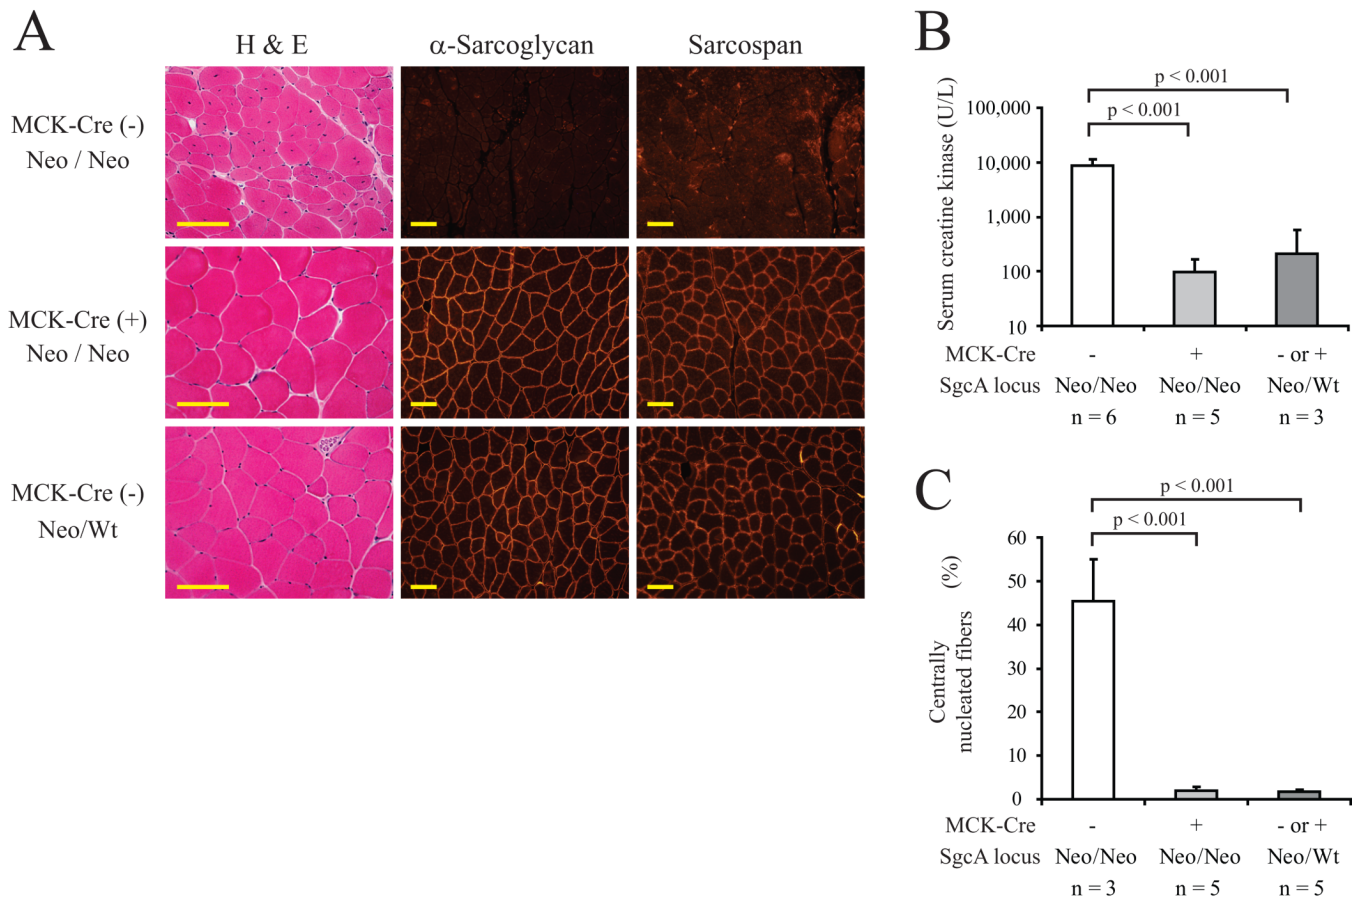 A
H & E
α-Sarcoglycan
Sarcospan
MCK-Cre (-)
Neo / Neo
MCK-Cre (+)
Neo / Neo
MCK-Cre (-)
Neo/Wt
B
p < 0.001
p < 0.001
Serum creatine kinase (U/L)
100,000
10,000
1,000
100
10
MCK-Cre - + - or +
SgcA locus Neo/Neo Neo/Neo Neo/Wt
n = 6 n = 5 n = 3
C
p < 0.001
p < 0.001
Centrally
nucleated fibers (%)
60
50
40
30
20
10
0
MCK-Cre - + - or +
SgcA locus Neo/Neo Neo/Neo Neo/Wt
n = 3 n = 5 n = 5